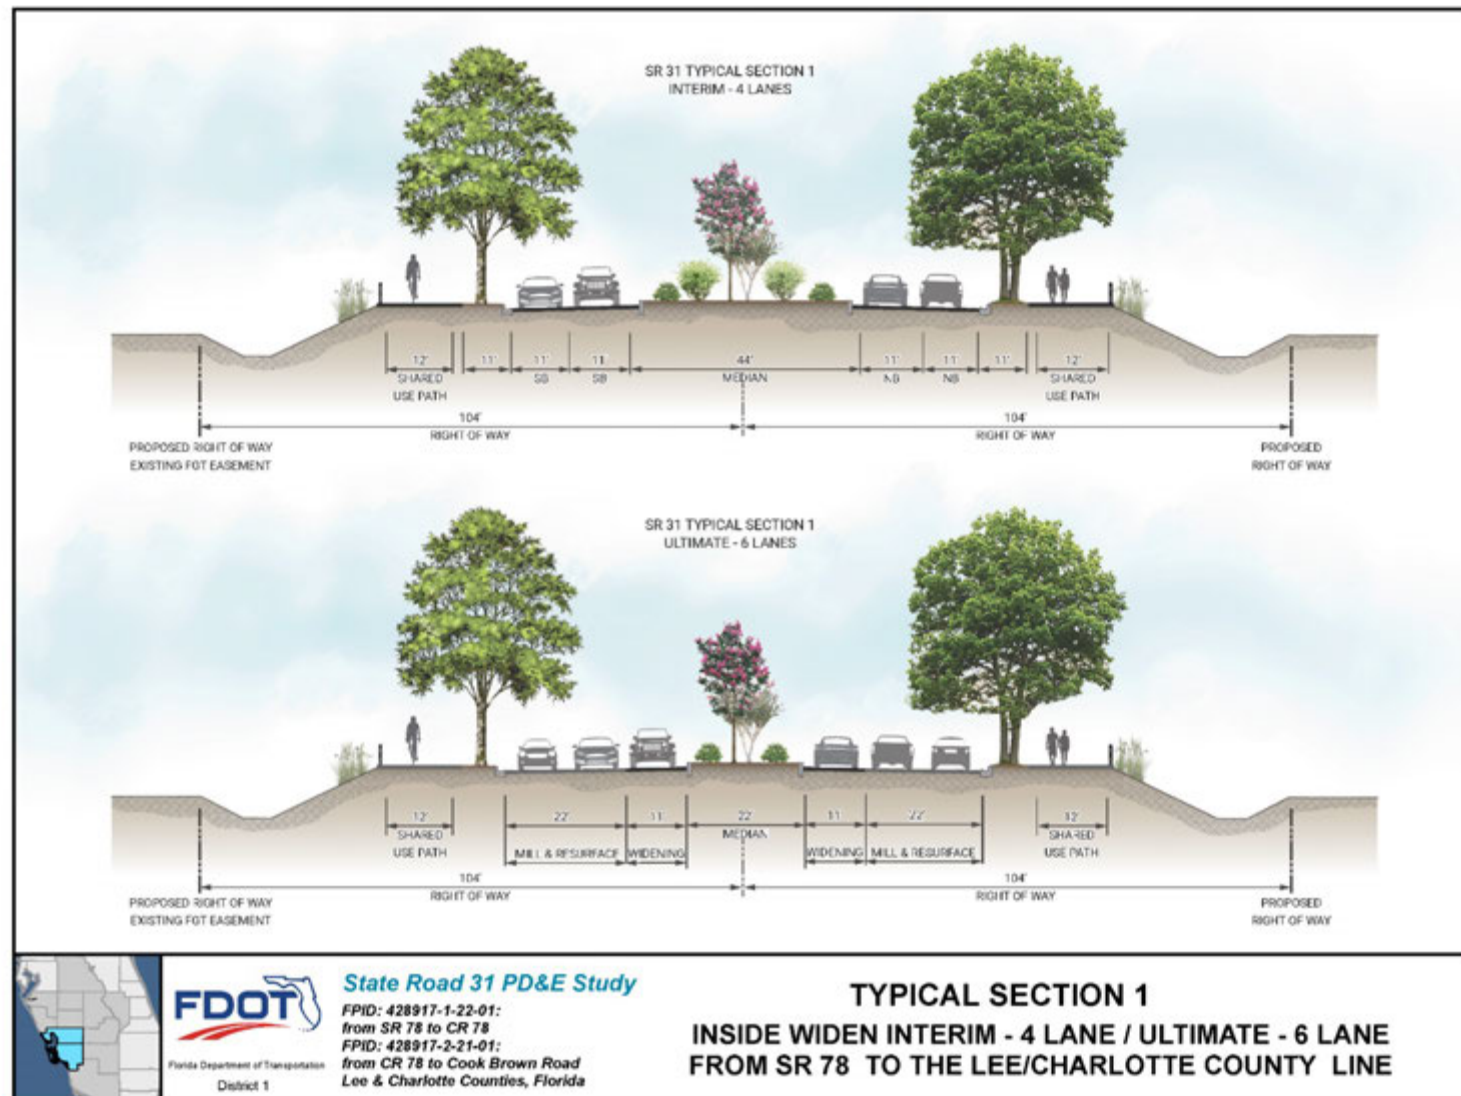 SR 31 TYPICAL SECTION 1
INTERIM - 4 LANES
12' 11' 11' 11' 44' 11' 11' 11' 12'
SHARED SB SB MEDIAN NB NB SHARED
USE PATH USE PATH
104' 104'
RIGHT OF WAY RIGHT OF WAY
PROPOSED RIGHT OF WAY PROPOSED
EXISTING FGT EASEMENT RIGHT OF WAY
SR 31 TYPICAL SECTION 1
ULTIMATE - 6 LANES
12' 22' 11' 22' 11' 22' 12'
SHARED MEDIAN SHARED
USE PATH MILL & RESURFACE WIDENING WIDENING MILL & RESURFACE USE PATH
104' 104'
RIGHT OF WAY RIGHT OF WAY
PROPOSED RIGHT OF WAY PROPOSED
EXISTING FGT EASEMENT RIGHT OF WAY
FDOT
Florida Department of Transportation
District 1
State Road 31 PD&E Study
FPID: 428917-1-22-01:
from SR 78 to CR 78
FPID: 428917-2-21-01:
from CR 78 to Cook Brown Road
Lee & Charlotte Counties, Florida
TYPICAL SECTION 1
INSIDE WIDEN INTERIM - 4 LANE / ULTIMATE - 6 LANE
FROM SR 78 TO THE LEE/CHARLOTTE COUNTY LINE